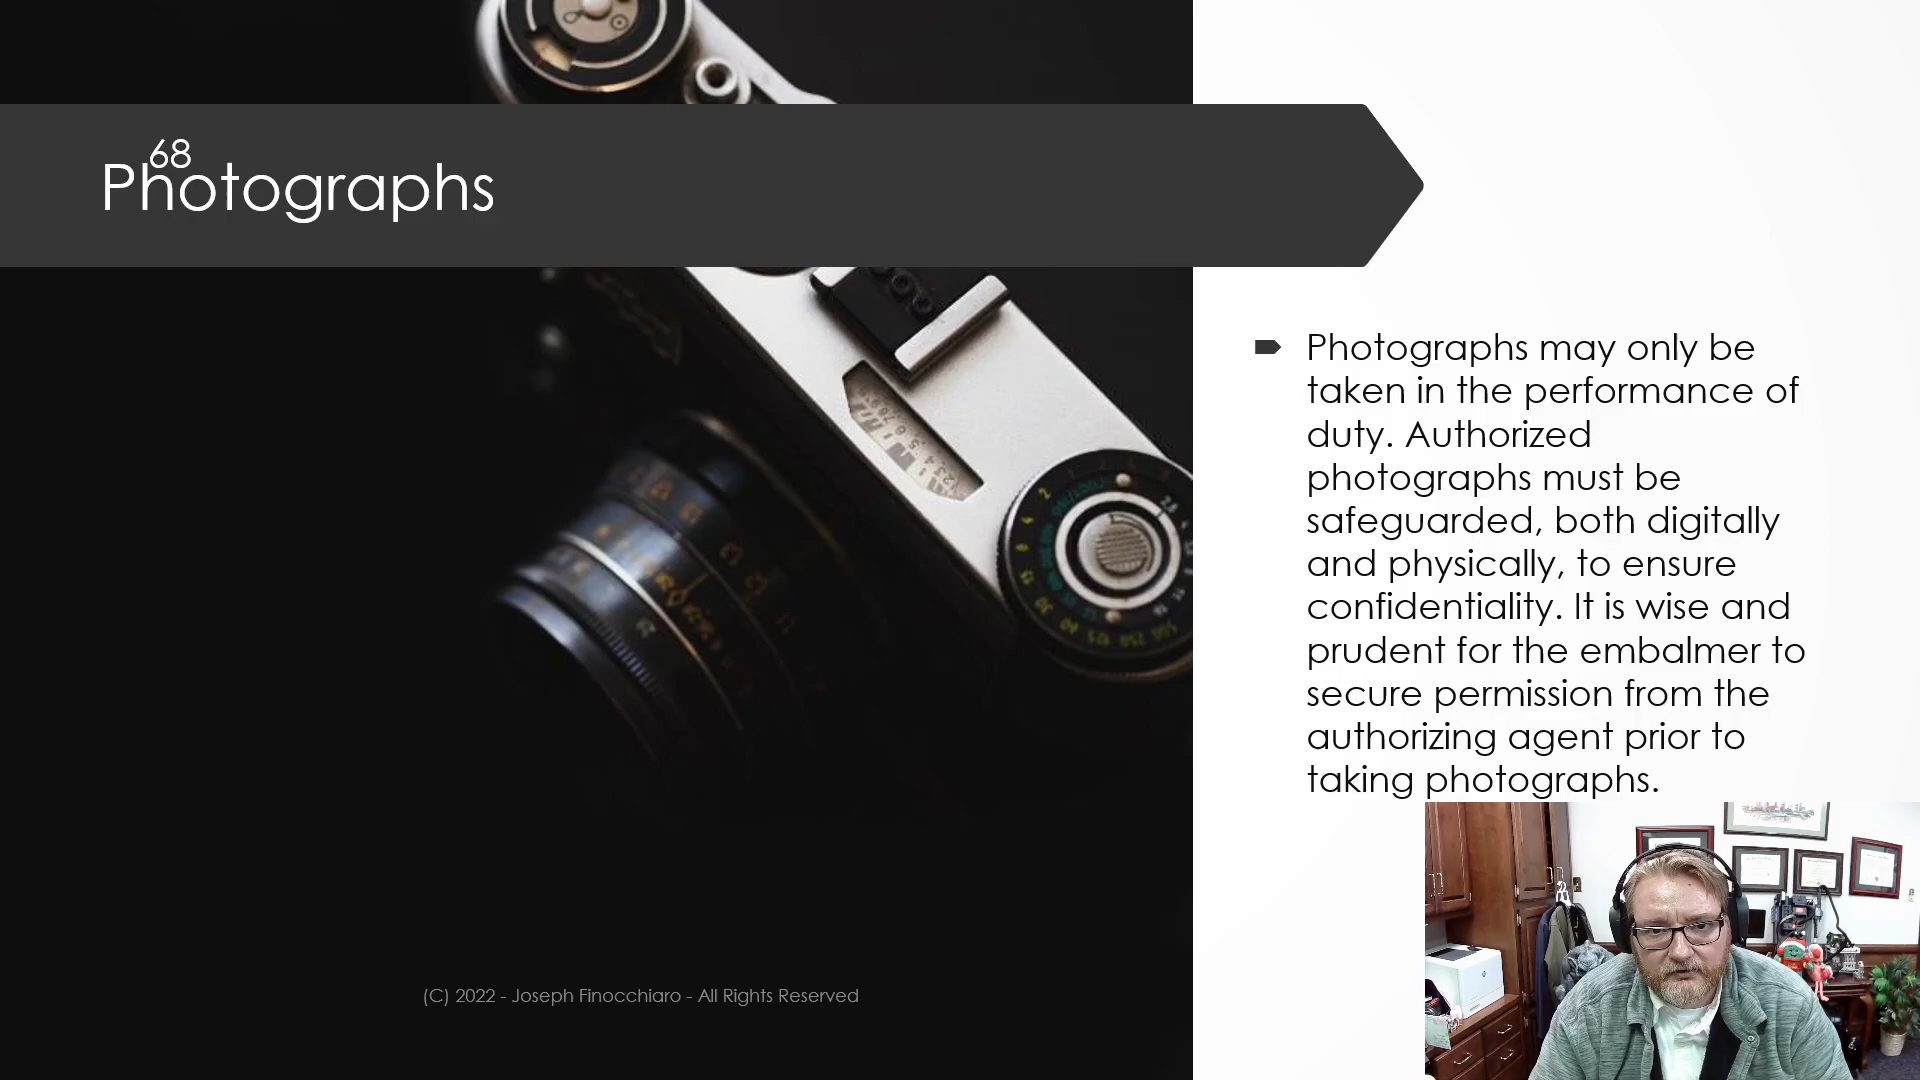 68
Photographs
Photographs may only be
taken in the performance of
duty. Authorized
photographs must be
safeguarded, both digitally
and physically, to ensure
confidentiality. It is wise and
prudent for the embalmer to
secure permission from the
authorizing agent prior to
taking photographs.
(C) 2022 - Joseph Finocchiaro - All Rights Reserved